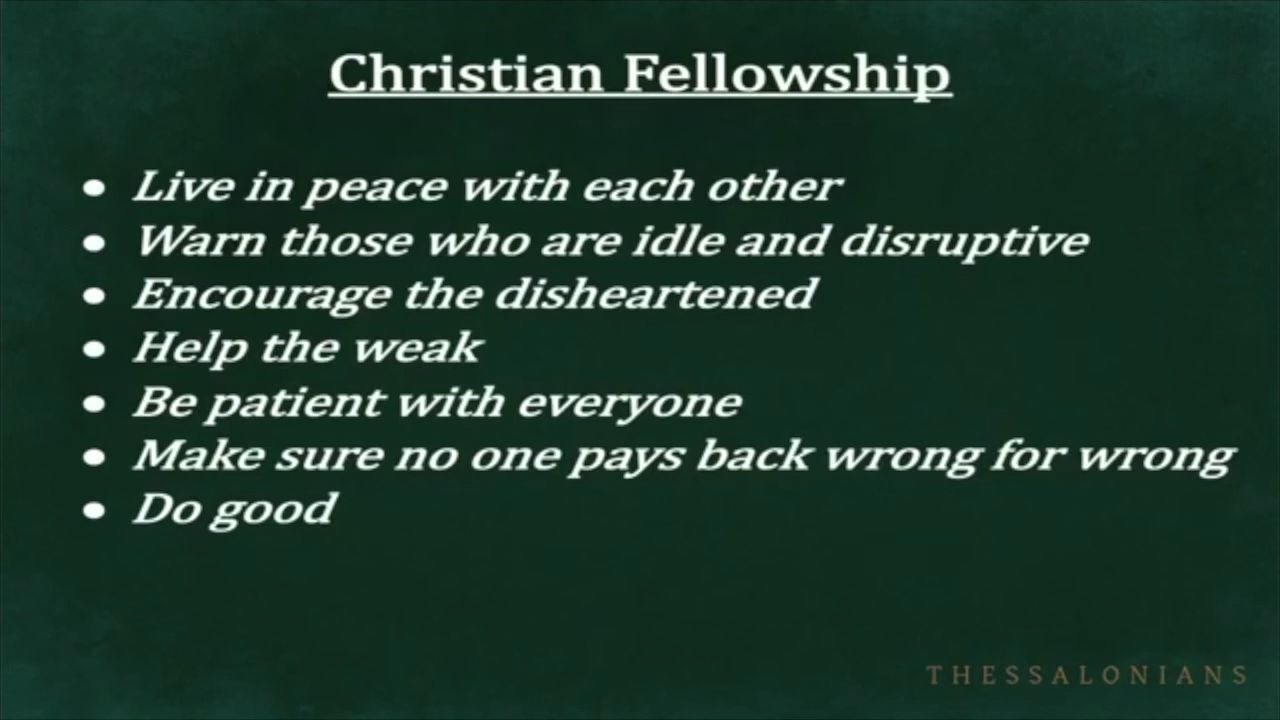 Christian Fellowship
• Live in peace with each other
• Warn those who are idle and disruptive
• Encourage the disheartened
• Help the weak
• Be patient with everyone
• Make sure no one pays back wrong for wrong
• Do good
THESSALONIANS